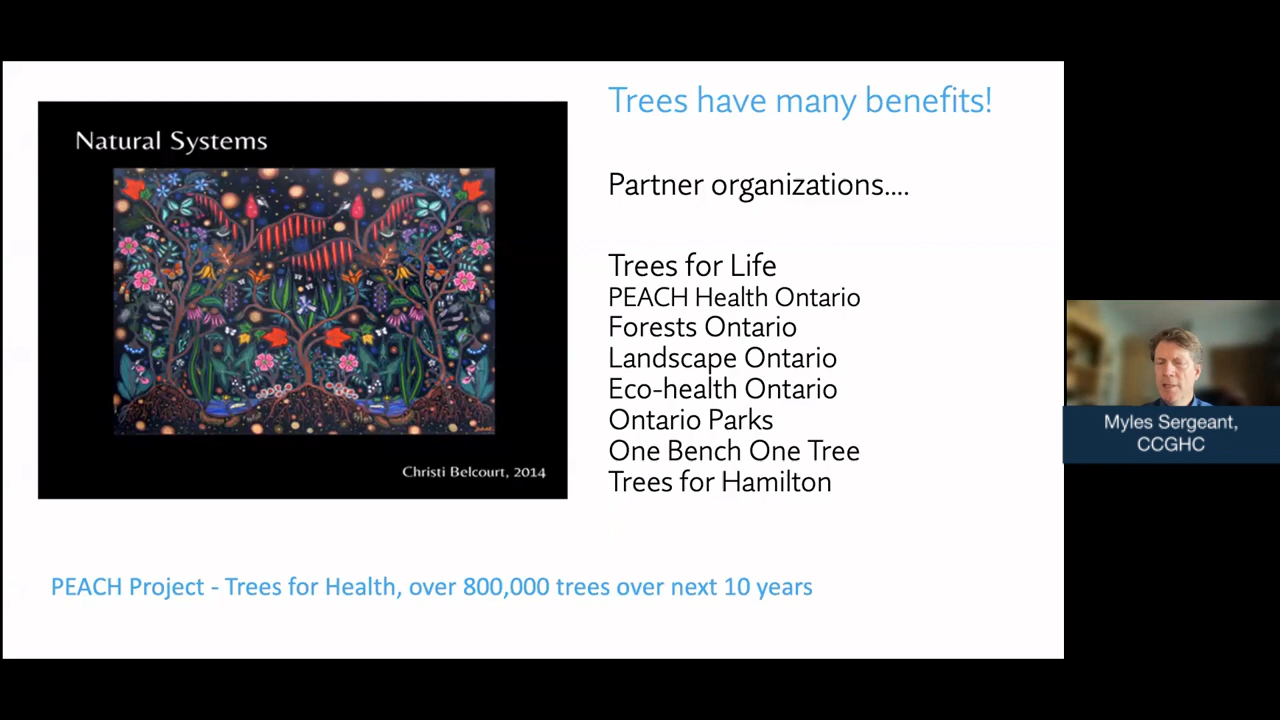 Natural Systems
Christi Belcourt, 2014
Trees have many benefits!
Partner organizations....
Trees for Life
PEACH Health Ontario
Forests Ontario
Landscape Ontario
Eco-health Ontario
Ontario Parks
One Bench One Tree
Trees for Hamilton
PEACH Project - Trees for Health, over 800,000 trees over next 10 years
Myles Sergeant,
CCGHC